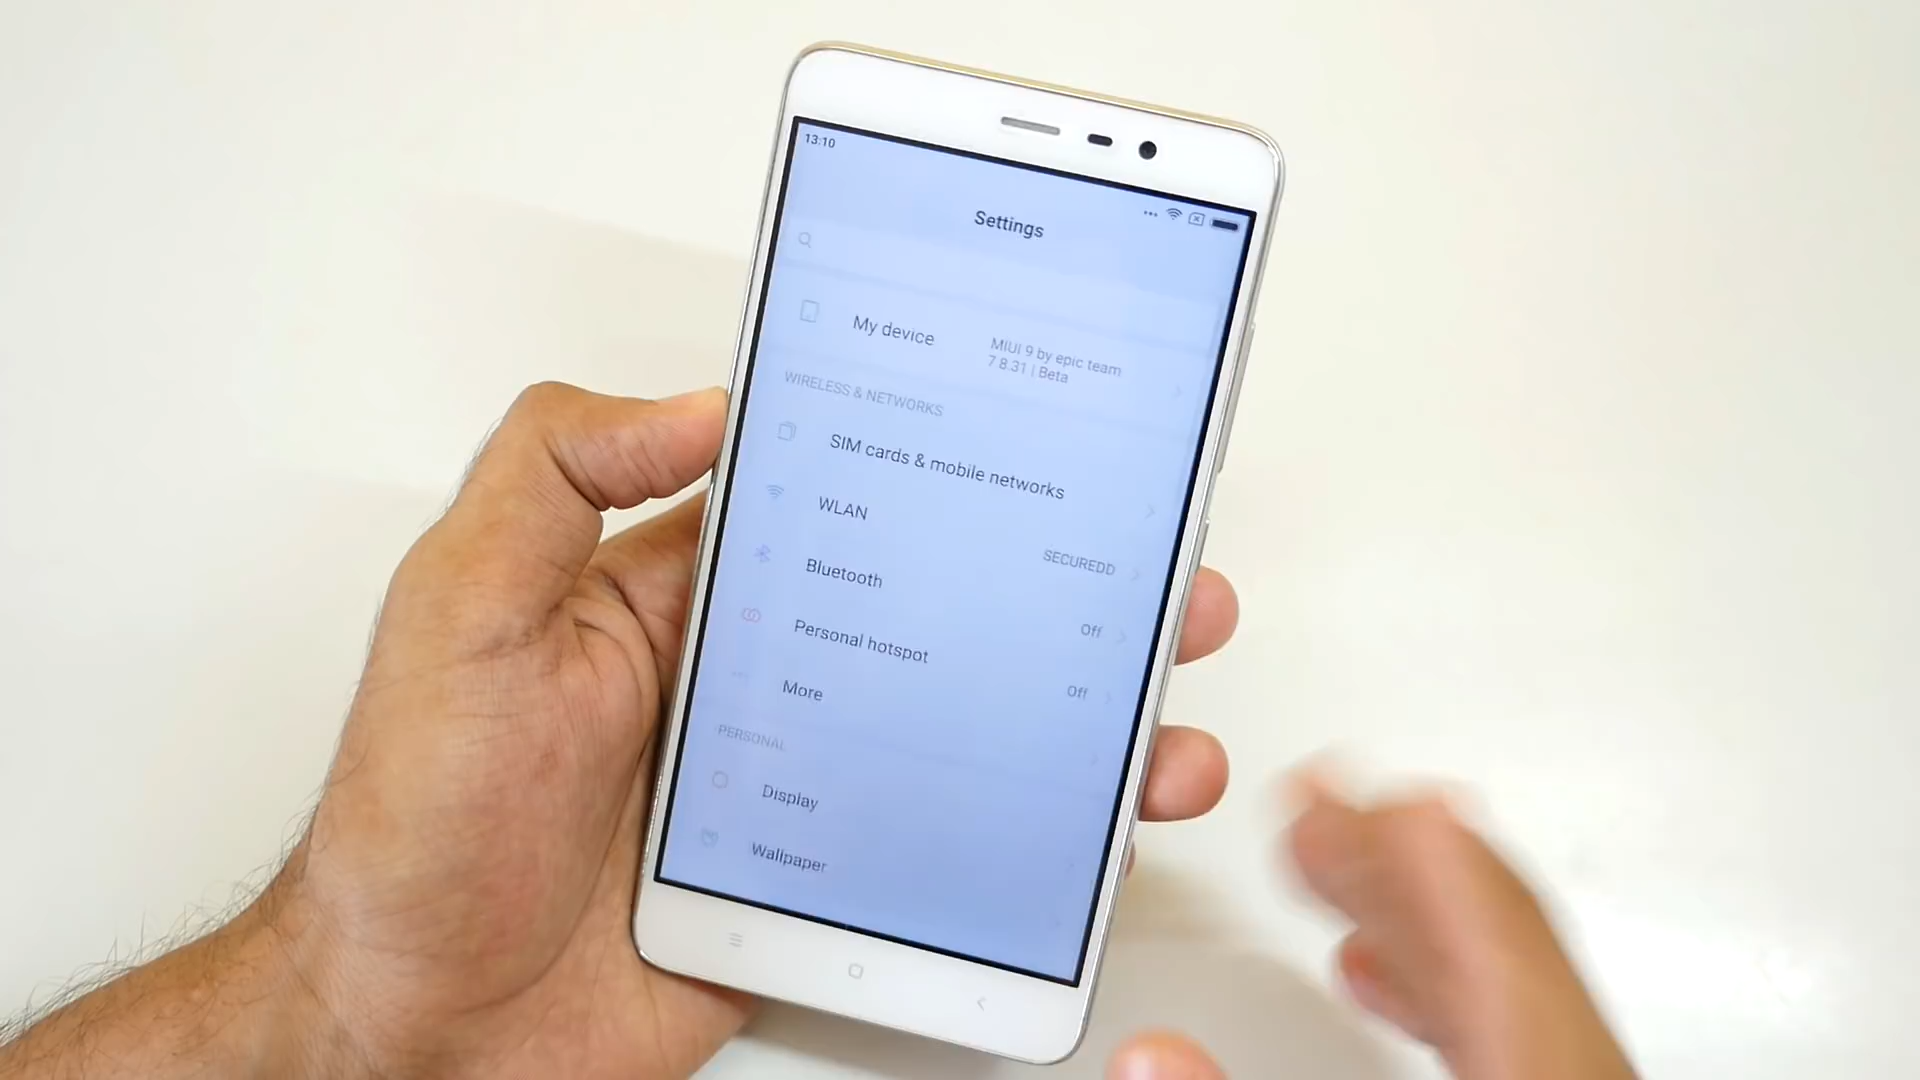 13:10
Settings
My device
MIUI 9 by epic team
7.8.31 | Beta
WIRELESS & NETWORKS
SIM cards & mobile networks
WLAN
SECUREDD
Bluetooth
Off
Personal hotspot
Off
More
PERSONAL
Display
Wallpaper